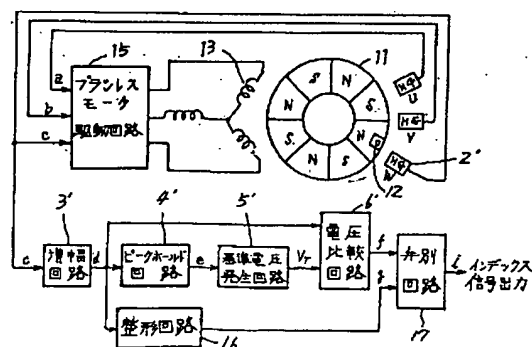 15
13
11
a
b
c
ブラシレス
モータ
駆動回路
S
N
N
S
S
N
N
S
HG
U
HG
V
HG
W
2'
12
3'
4'
5'
6'
c
増幅
回路
d
ピークホールド
回路
e
基準電圧
発生回路
Vr
電圧
比較
回路
f
g
弁別
回路
i
インデックス
信号出力
整形回路
16
17